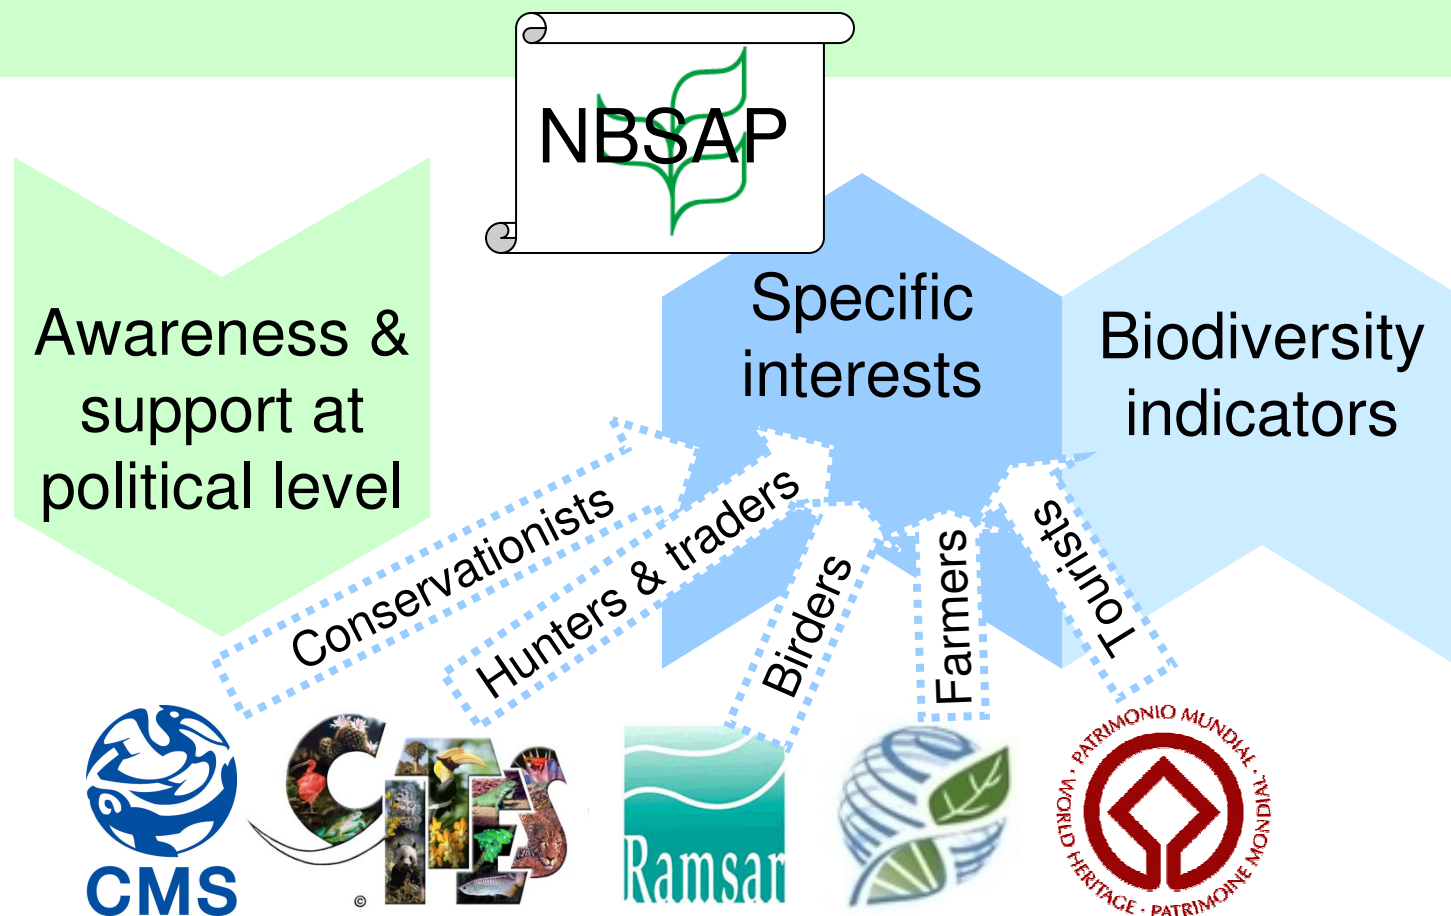 NBSAP
Awareness &
support at
political level
Specific
interests
Biodiversity
indicators
Conservationists
Hunters & traders
Birders
Farmers
Tourists
CMS
CITES
©
Ramsar
WORLD HERITAGE · PATRIMONIO MUNDIAL · PATRIMOINE MONDIAL ·